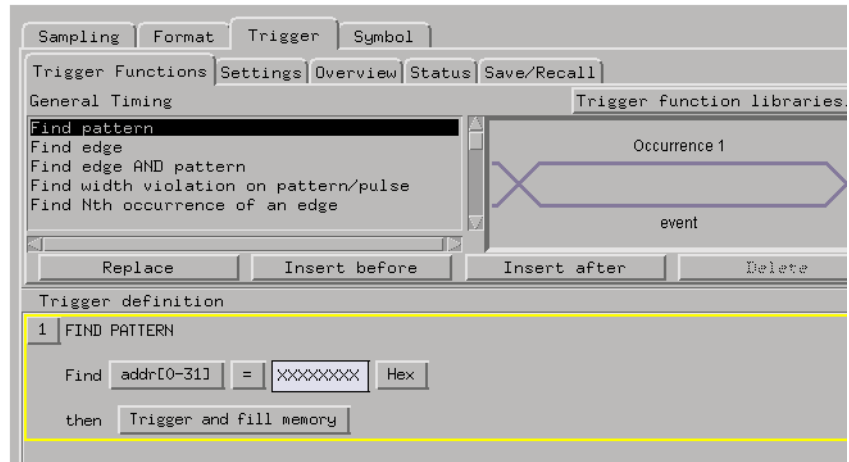 Sampling Format Trigger Symbol
Trigger Functions Settings Overview Status Save/Recall
General Timing Trigger function libraries.
Find pattern
Find edge
Find edge AND pattern
Find width violation on pattern/pulse
Find Nth occurrence of an edge
Occurrence 1
event
Replace Insert before Insert after Delete
Trigger definition
1 FIND PATTERN
Find addr[0-31] = XXXXXXXX Hex
then Trigger and fill memory